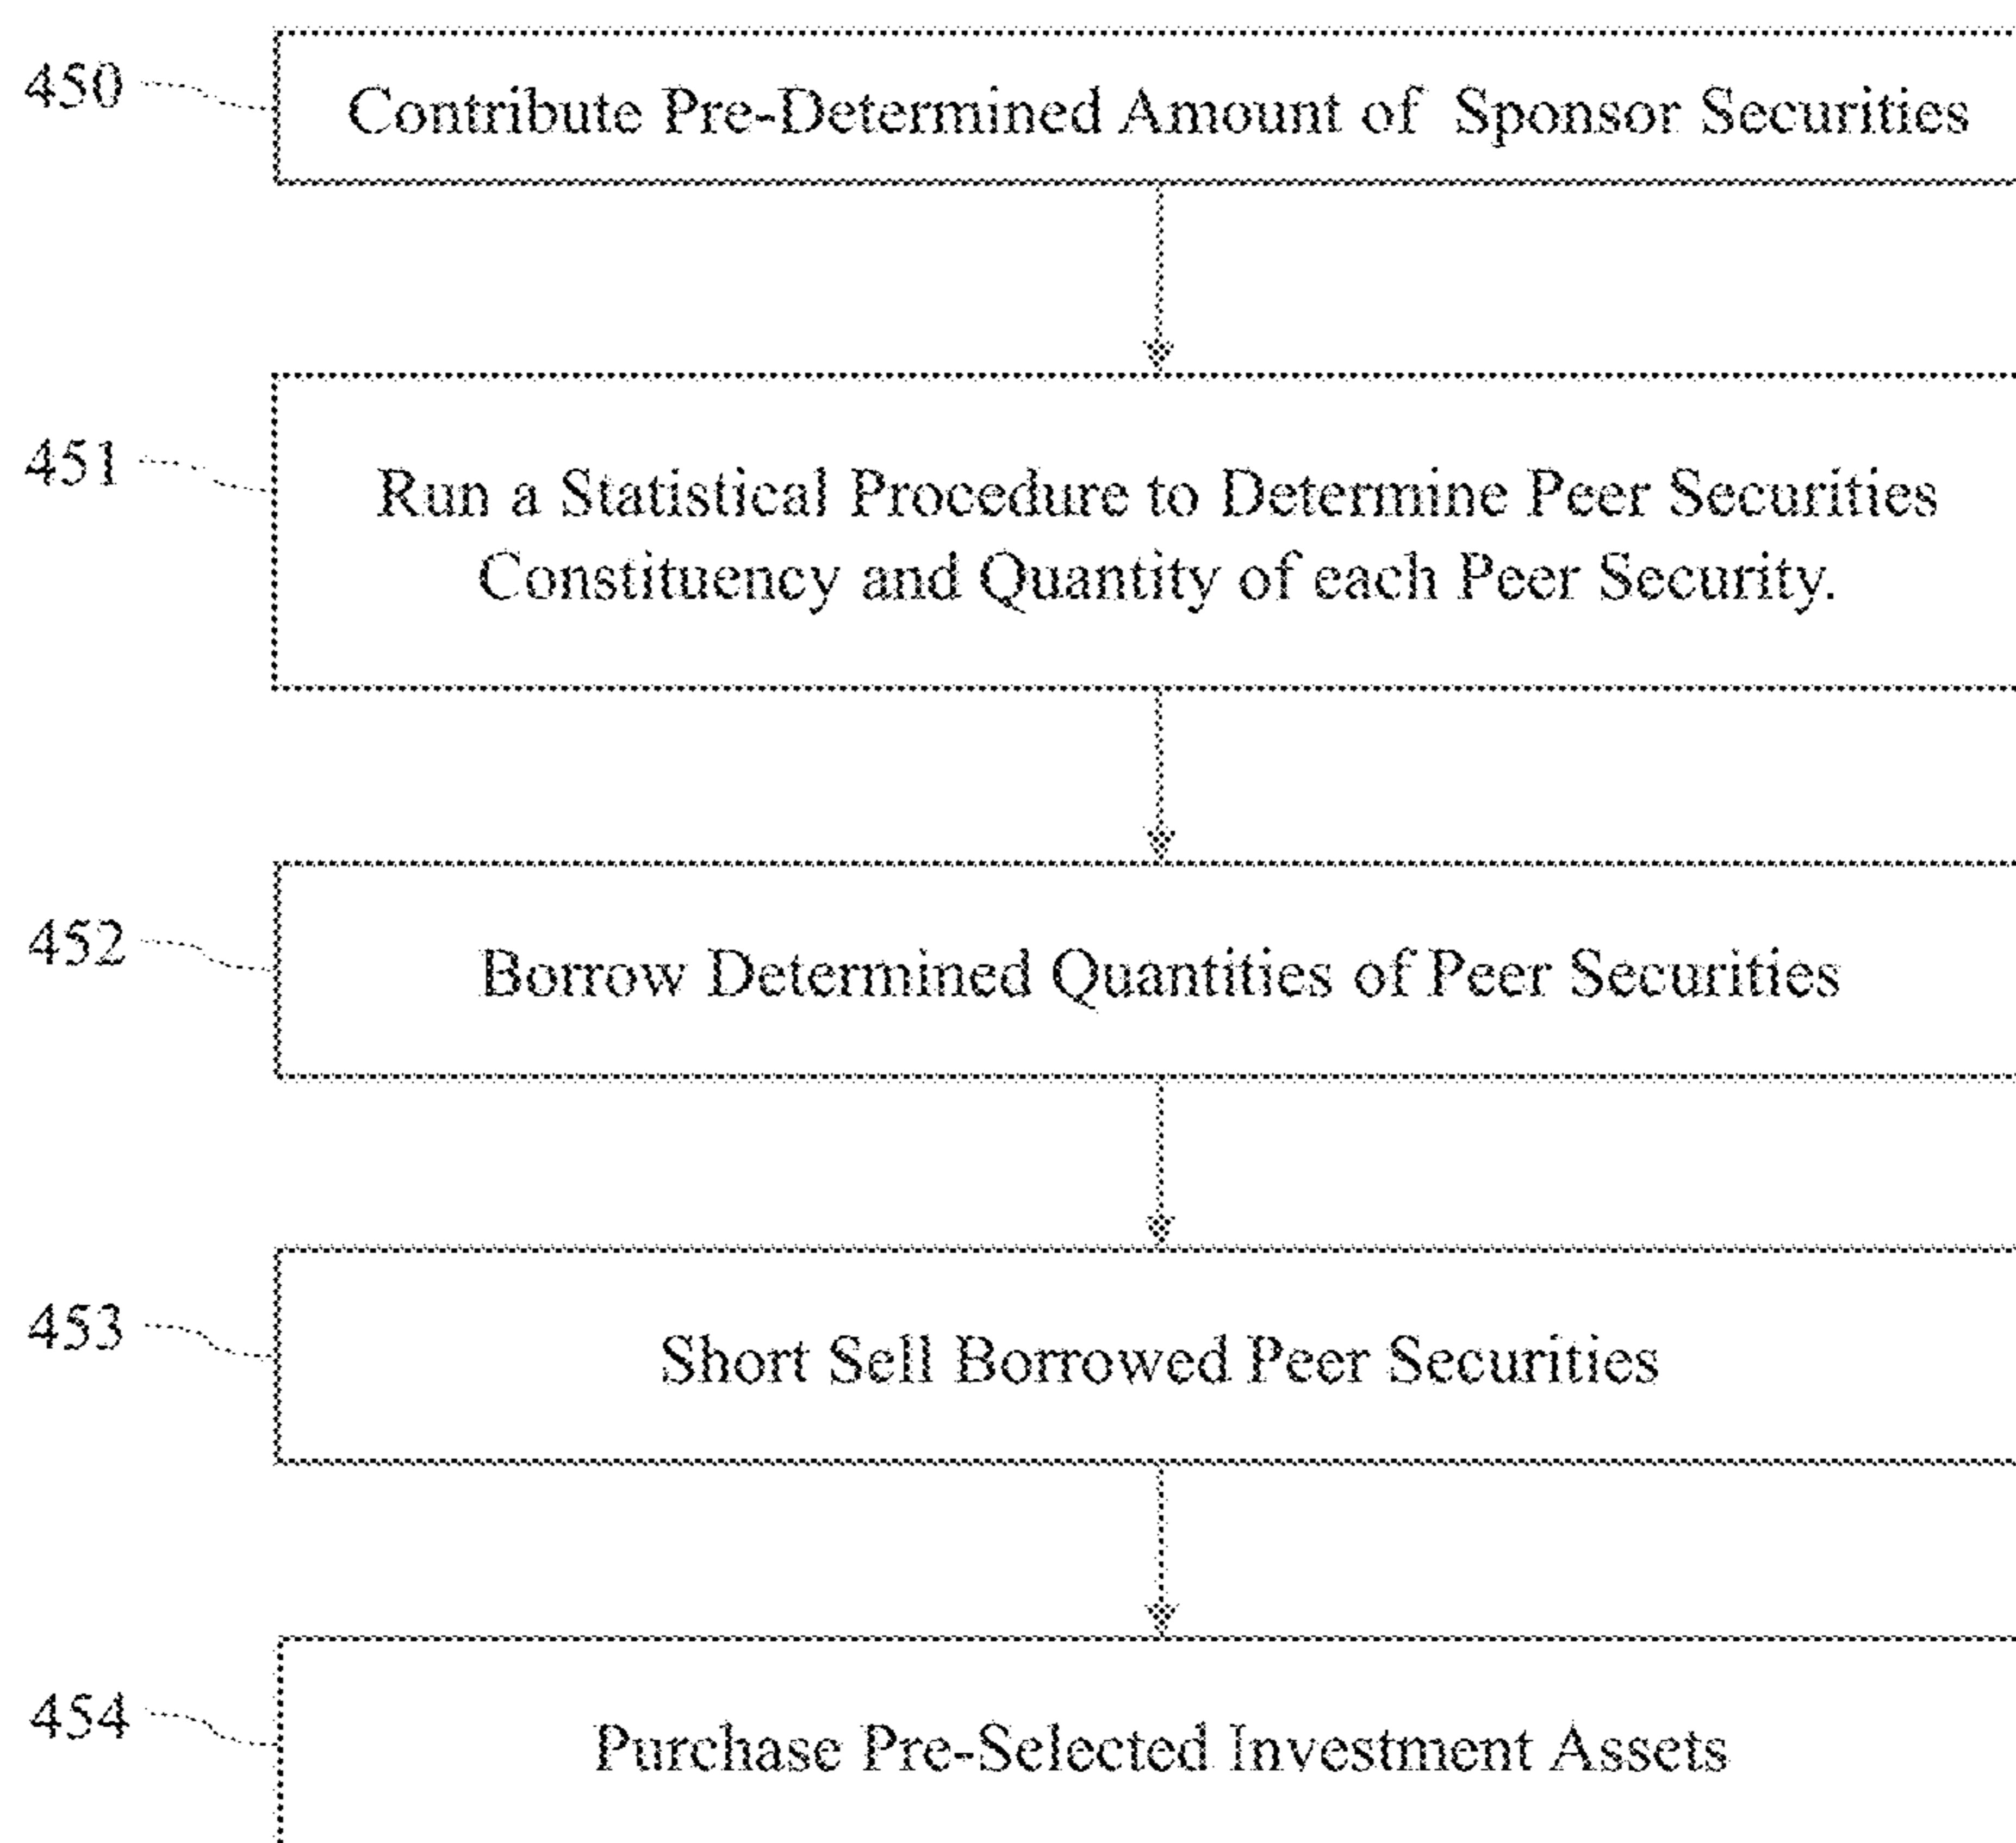 450
Contribute Pre-Determined Amount of Sponsor Securities
451
Run a Statistical Procedure to Determine Peer Securities
Constituency and Quantity of each Peer Security.
452
Borrow Determined Quantities of Peer Securities
453
Short Sell Borrowed Peer Securities
454
Purchase Pre-Selected Investment Assets